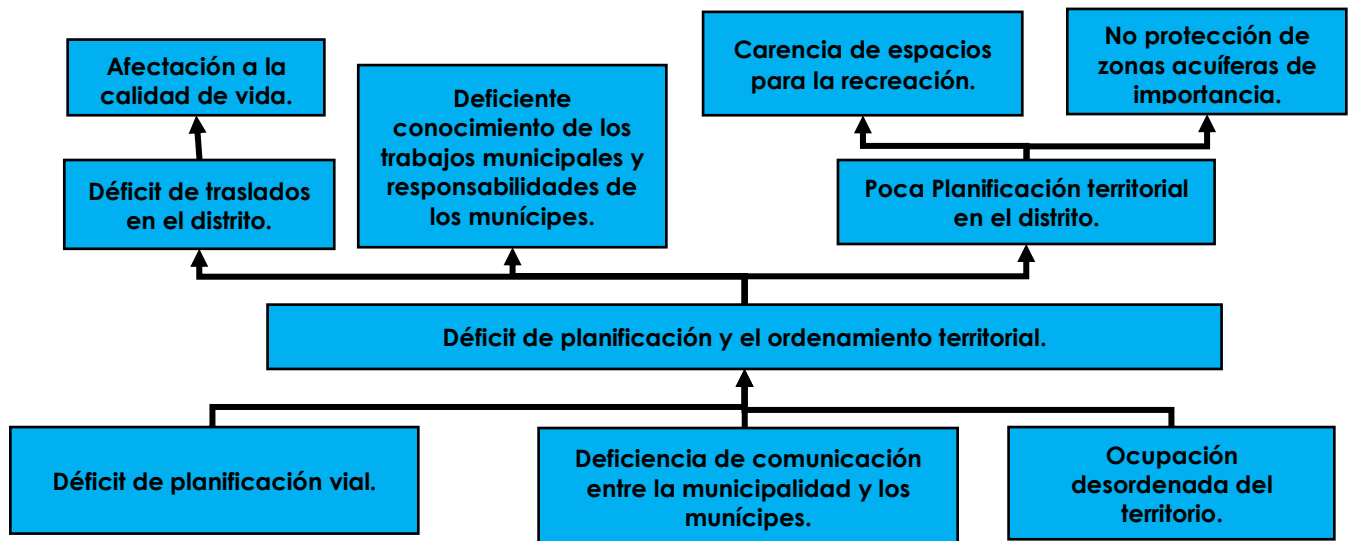 Afectación a la
calidad de vida.
Deficiente
conocimiento de los
trabajos municipales y
responsabilidades de
los munícipes.
Carencia de espacios
para la recreación.
No protección de
zonas acuíferas de
importancia.
Déficit de traslados
en el distrito.
Poca Planificación territorial
en el distrito.
Déficit de planificación y el ordenamiento territorial.
Déficit de planificación vial.
Deficiencia de comunicación
entre la municipalidad y los
munícipes.
Ocupación
desordenada del
territorio.